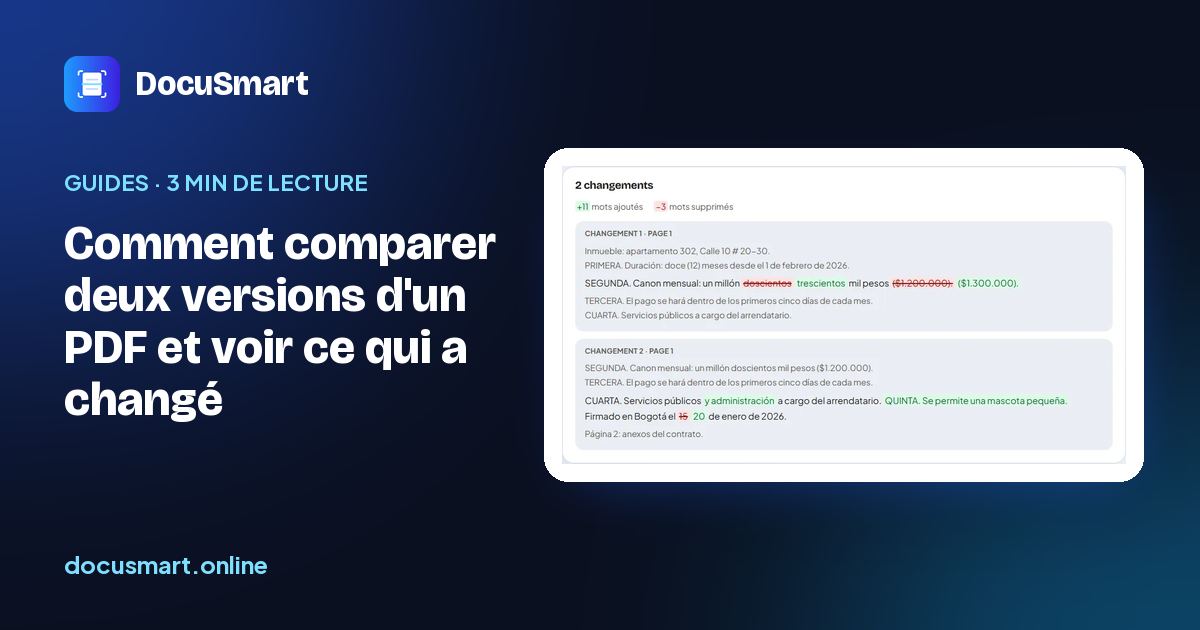 DocuSmart
GUIDES · 3 MIN DE LECTURE
Comment comparer
deux versions d'un
PDF et voir ce qui a
changé
docusmart.online
2 changements
+11 mots ajoutés −3 mots supprimés
CHANGEMENT 1 · PAGE 1
Inmueble: apartamento 302, Calle 10 # 20-30.
PRIMERA. Duración: doce (12) meses desde el 1 de febrero de 2026.
SEGUNDA. Canon mensual: un millón doscientos trescientos mil pesos ($1.200.000). ($1.300.000).
TERCERA. El pago se hará dentro de los primeros cinco días de cada mes.
CUARTA. Servicios públicos a cargo del arrendatario.
CHANGEMENT 2 · PAGE 1
SEGUNDA. Canon mensual: un millón doscientos mil pesos ($1.200.000).
TERCERA. El pago se hará dentro de los primeros cinco días de cada mes.
CUARTA. Servicios públicos y administración a cargo del arrendatario. QUINTA. Se permite una mascota pequeña.
Firmado en Bogotá el 15 20 de enero de 2026.
Página 2: anexos del contrato.